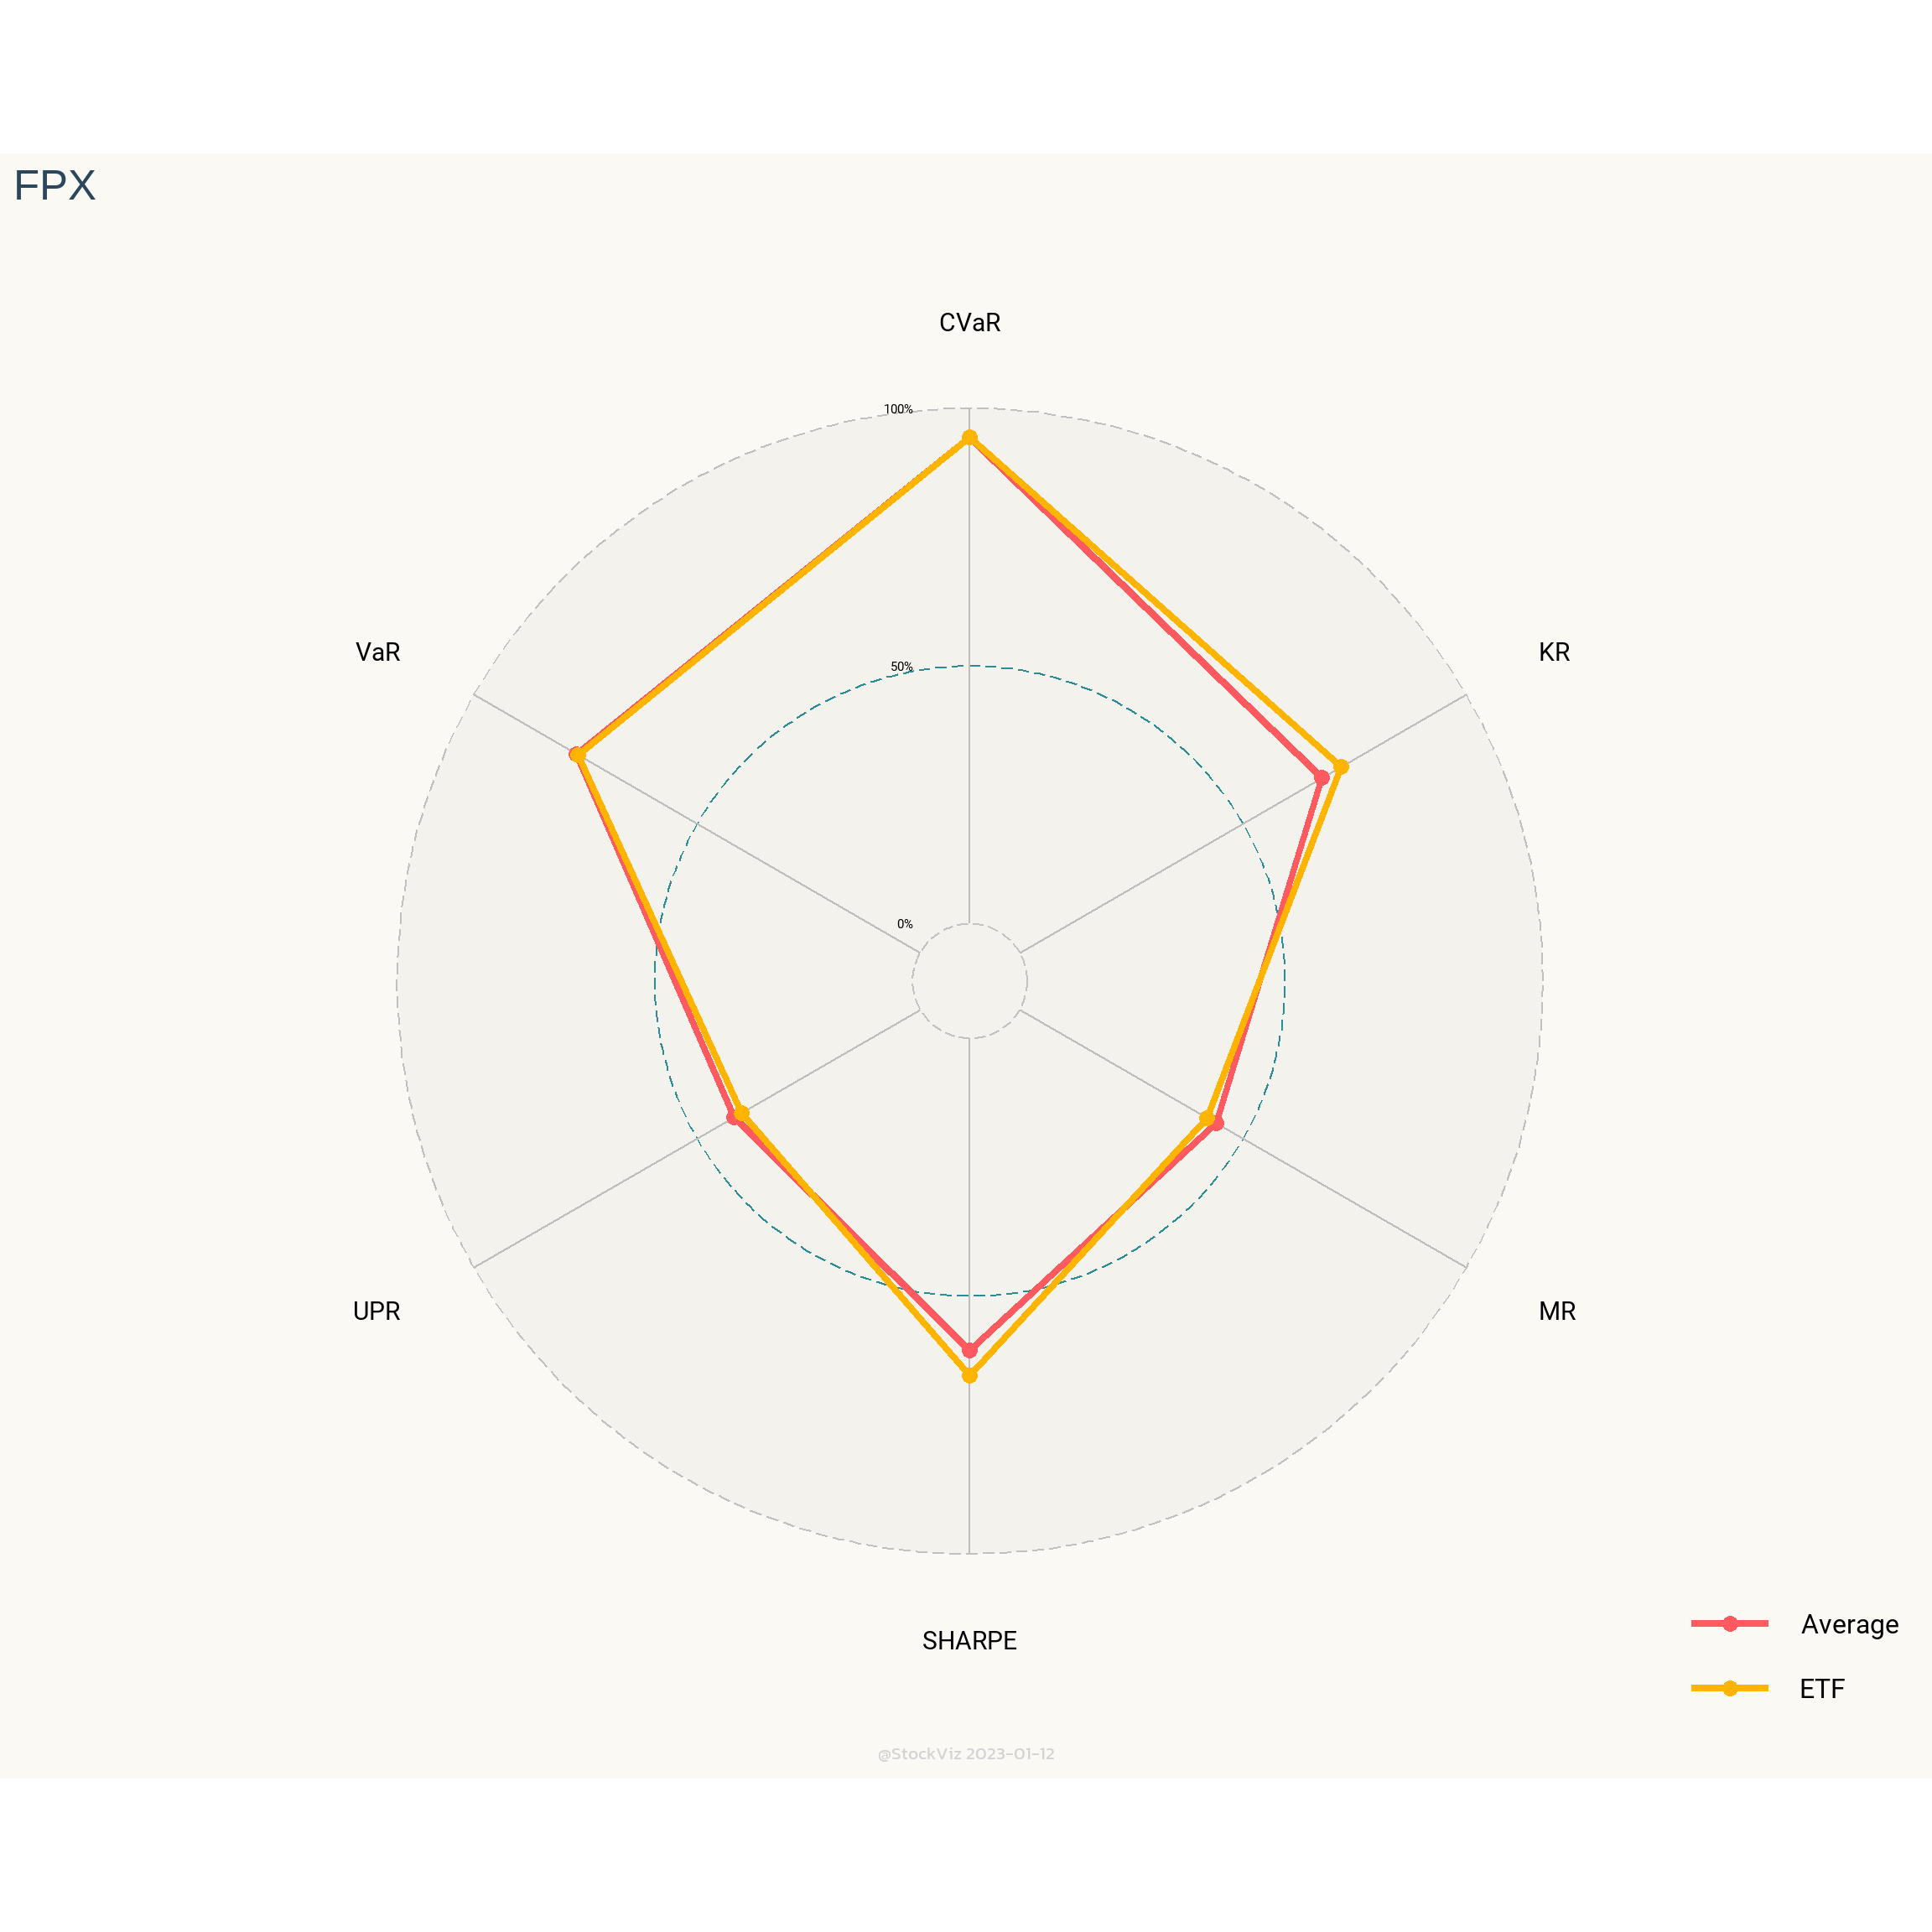 FPX
CVaR
100%
KR
VaR
50%
0%
UPR
MR
SHARPE
Average
ETF
@StockViz 2023-01-12